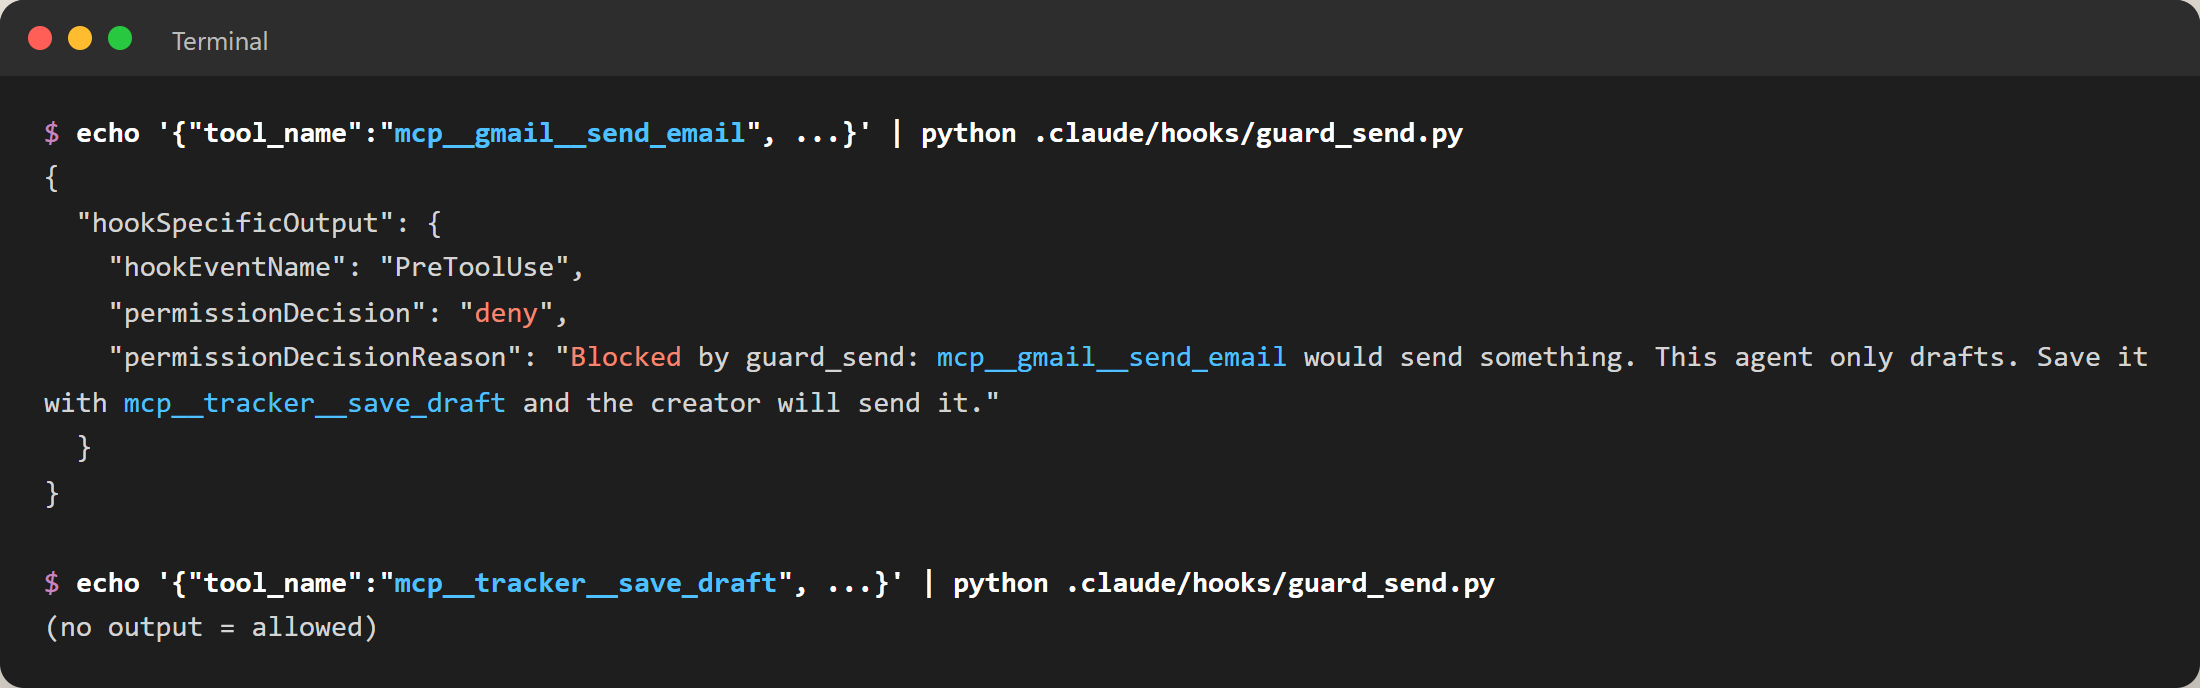 Terminal
$ echo '{"tool_name":"mcp__gmail__send_email", ...}' | python .claude/hooks/guard_send.py
{
  "hookSpecificOutput": {
    "hookEventName": "PreToolUse",
    "permissionDecision": "deny",
    "permissionDecisionReason": "Blocked by guard_send: mcp__gmail__send_email would send something. This agent only drafts. Save it
with mcp__tracker__save_draft and the creator will send it."
  }
}
$ echo '{"tool_name":"mcp__tracker__save_draft", ...}' | python .claude/hooks/guard_send.py
(no output = allowed)